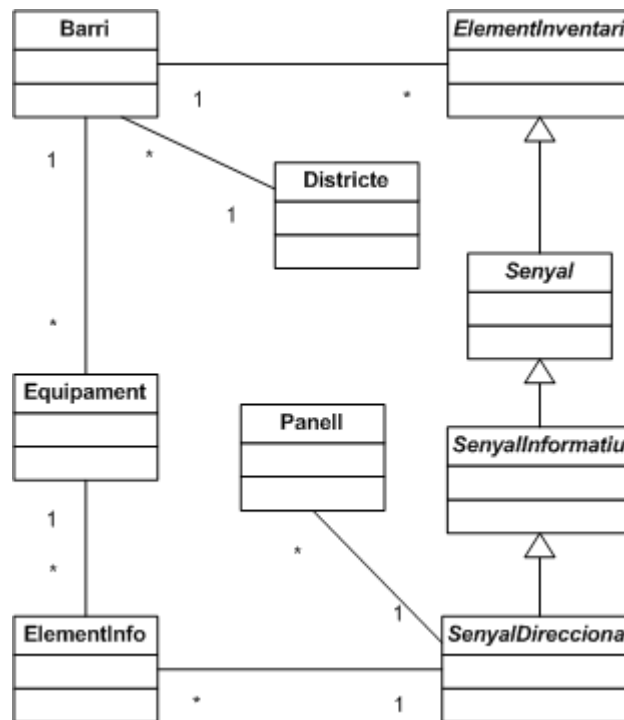 Barri
ElementInventari
1
*
1
*
1
Districte
Senyal
*
Equipament
Panell
SenyalInformatiu
1
*
*
1
ElementInfo
SenyalDirecciona
*
1